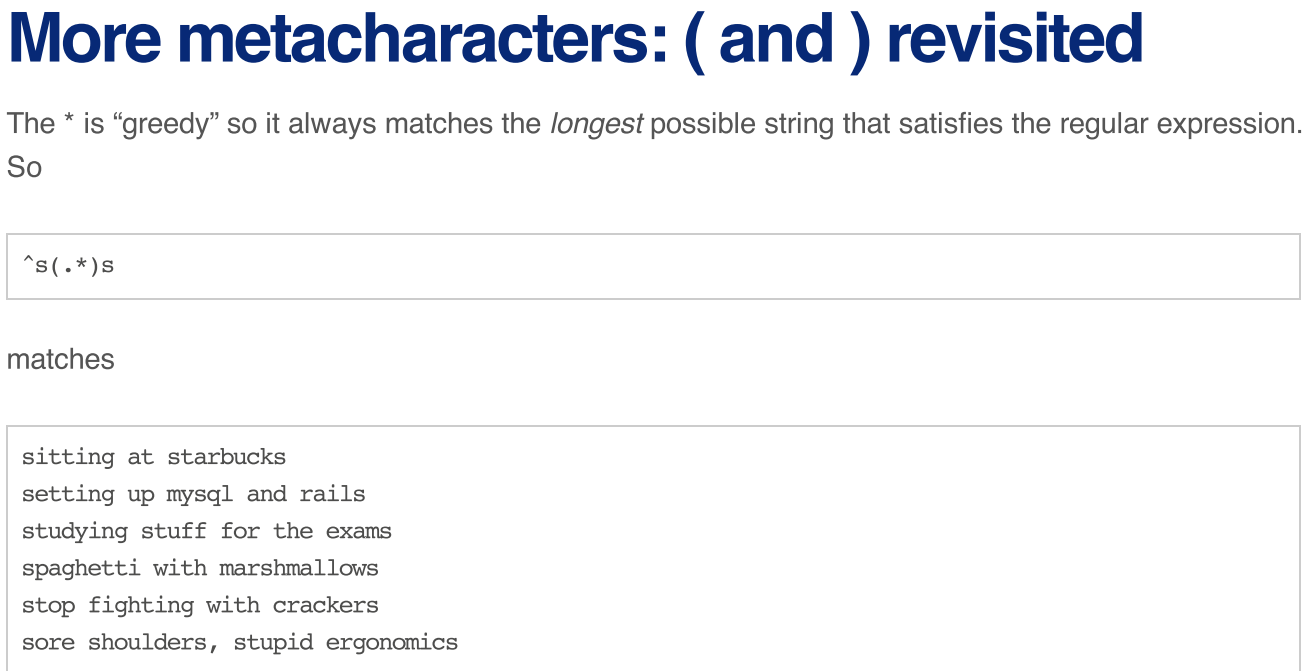 More metacharacters: ( and ) revisited
The * is “greedy” so it always matches the longest possible string that satisfies the regular expression.
So
^s(.*)s
matches
sitting at starbucks
setting up mysql and rails
studying stuff for the exams
spaghetti with marshmallows
stop fighting with crackers
sore shoulders, stupid ergonomics